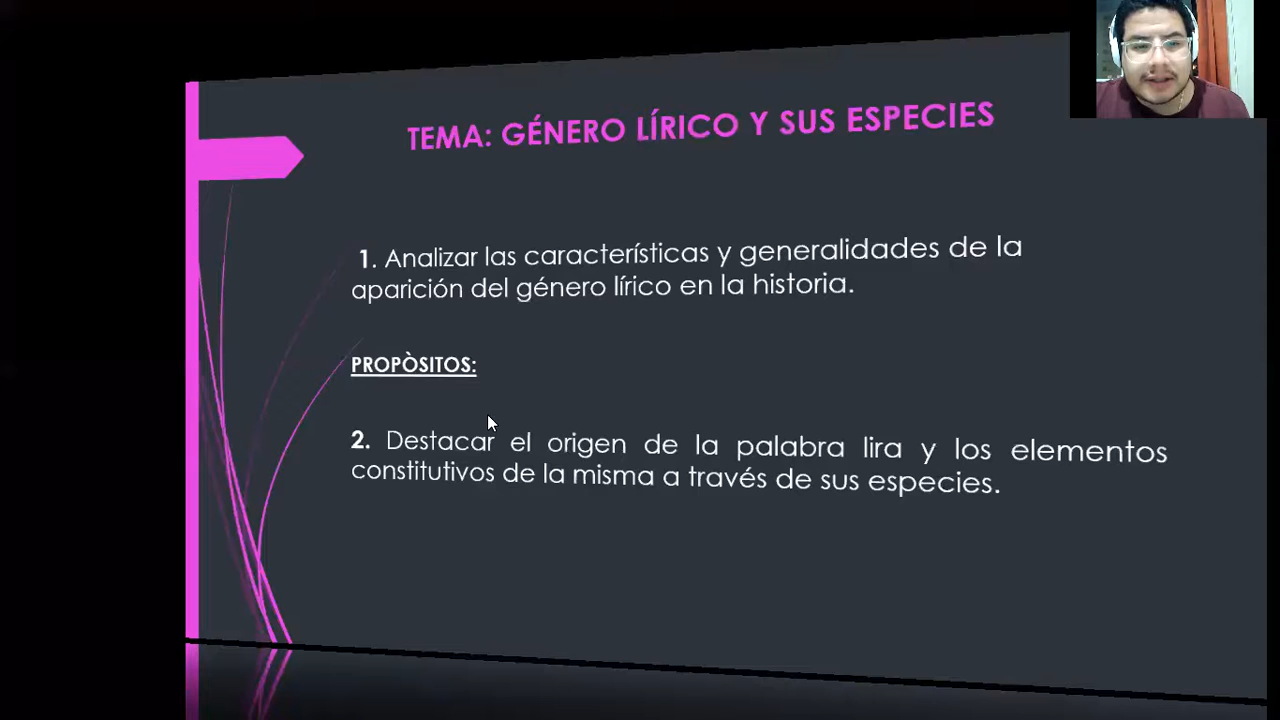 TEMA: GÉNERO LÍRICO Y SUS ESPECIES
1. Analizar las características y generalidades de la
aparición del género lírico en la historia.
PROPÒSITOS:
2. Destacar el origen de la palabra lira y los elementos
constitutivos de la misma a través de sus especies.